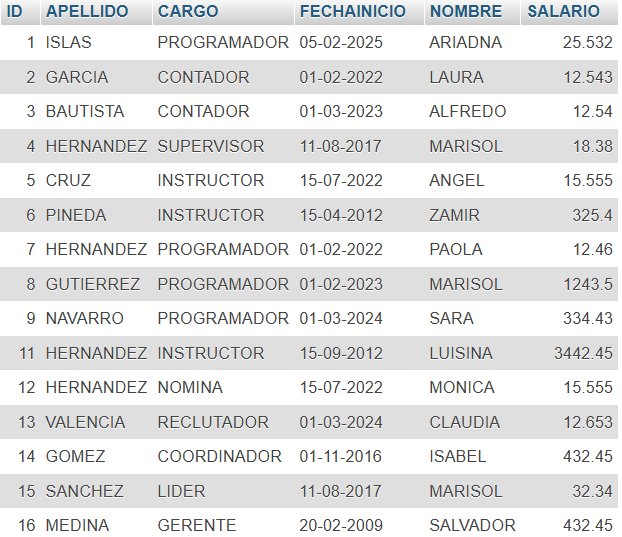 ID APELLIDO CARGO FECHAINICIO NOMBRE SALARIO
1 ISLAS PROGRAMADOR 05-02-2025 ARIADNA 25.532
2 GARCIA CONTADOR 01-02-2022 LAURA 12.543
3 BAUTISTA CONTADOR 01-03-2023 ALFREDO 12.54
4 HERNANDEZ SUPERVISOR 11-08-2017 MARISOL 18.38
5 CRUZ INSTRUCTOR 15-07-2022 ANGEL 15.555
6 PINEDA INSTRUCTOR 15-04-2012 ZAMIR 325.4
7 HERNANDEZ PROGRAMADOR 01-02-2022 PAOLA 12.46
8 GUTIERREZ PROGRAMADOR 01-02-2023 MARISOL 1243.5
9 NAVARRO PROGRAMADOR 01-03-2024 SARA 334.43
11 HERNANDEZ INSTRUCTOR 15-09-2012 LUISINA 3442.45
12 HERNANDEZ NOMINA 15-07-2022 MONICA 15.555
13 VALENCIA RECLUTADOR 01-03-2024 CLAUDIA 12.653
14 GOMEZ COORDINADOR 01-11-2016 ISABEL 432.45
15 SANCHEZ LIDER 11-08-2017 MARISOL 32.34
16 MEDINA GERENTE 20-02-2009 SALVADOR 432.45